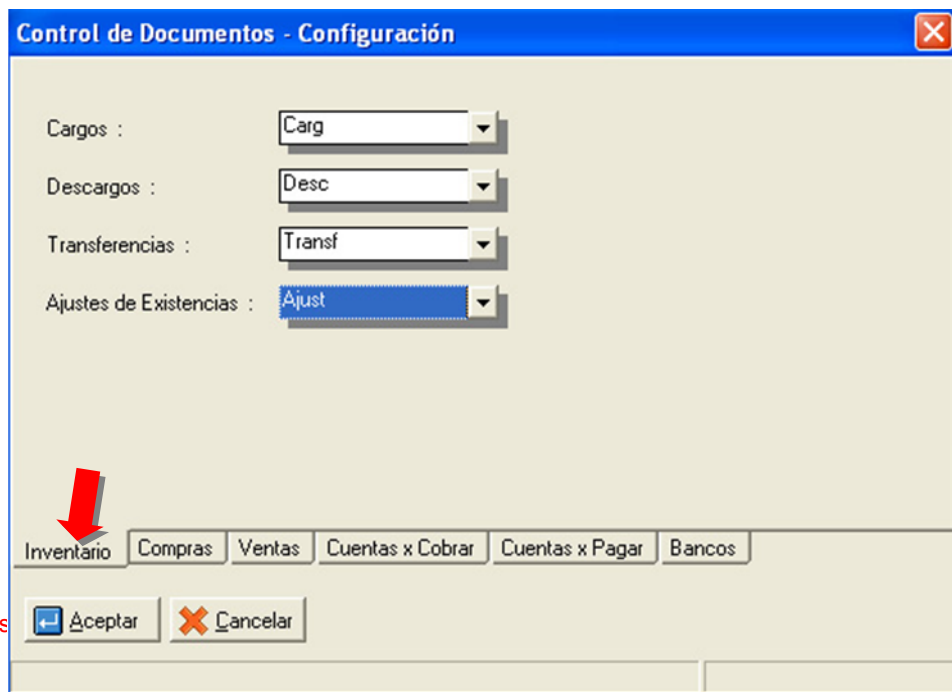 Control de Documentos - Configuración
Cargos : Carg
Descargos : Desc
Transferencias : Transf
Ajustes de Existencias : Ajust
Inventario Compras Ventas Cuentas x Cobrar Cuentas x Pagar Bancos
s Aceptar Cancelar